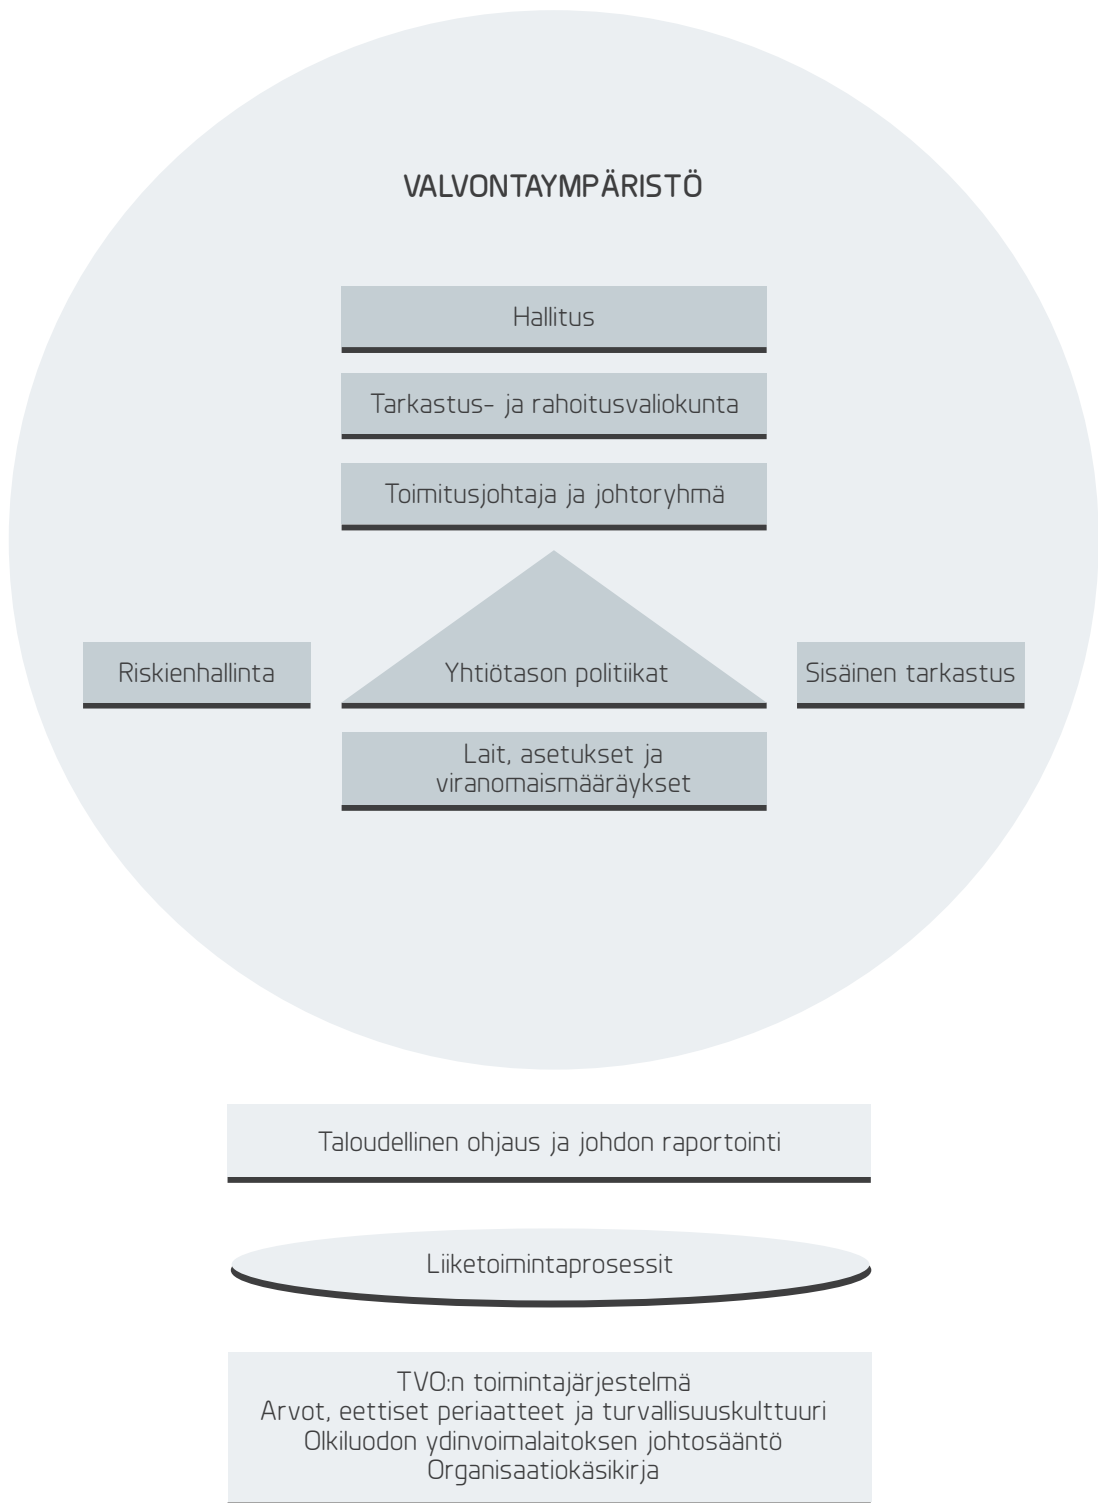 VALVONTAYMPÄRISTÖ
Hallitus
Tarkastus- ja rahoitusvaliokunta
Toimitusjohtaja ja johtoryhmä
Riskienhallinta
Yhtiötason politiikat
Sisäinen tarkastus
Lait, asetukset ja
viranomaismääräykset
Taloudellinen ohjaus ja johdon raportointi
Liiketoimintaprosessit
TVO:n toimintajärjestelmä
Arvot, eettiset periaatteet ja turvallisuuskulttuuri
Olkiluodon ydinvoimalaitoksen johtosääntö
Organisaatiokäsikirja